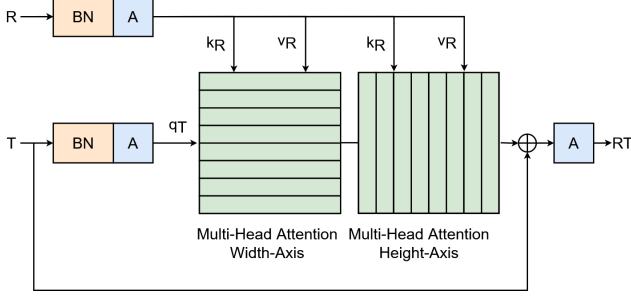 R
BN
A
kR
vR
kR
vR
T
BN
A
qT
A
RT
Multi-Head Attention
Width-Axis
Multi-Head Attention
Height-Axis